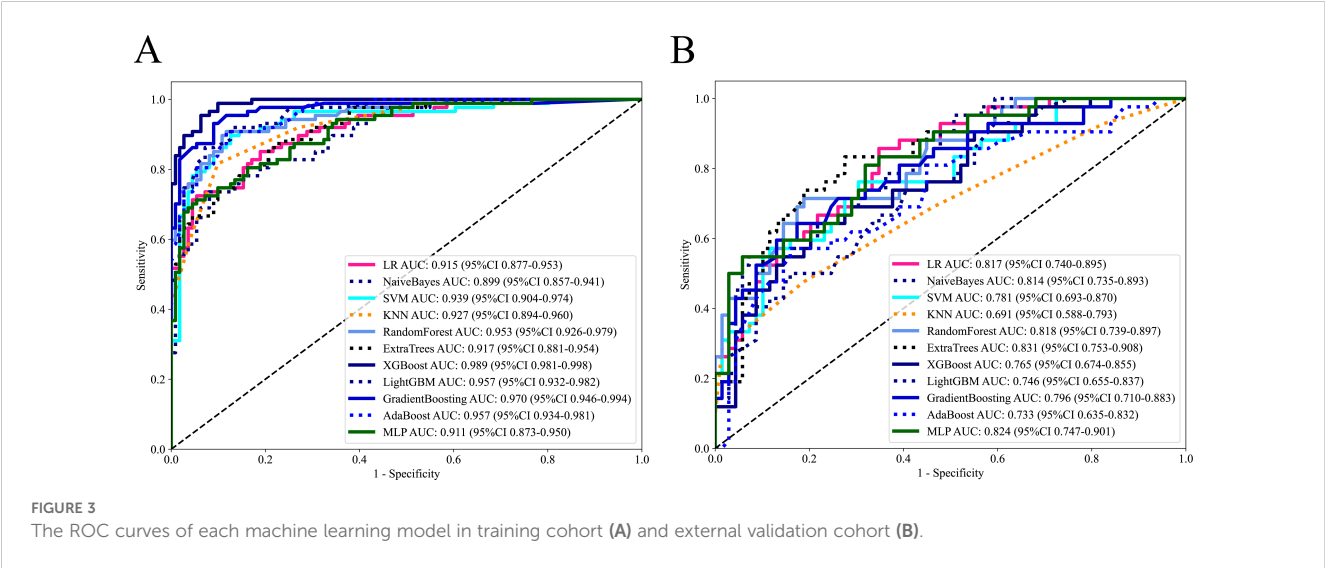 A
1.0
0.8
0.6
0.4
0.2
0.0
Sensitivity
LR AUC: 0.915 (95%CI 0.877-0.953)
NaiveBayes AUC: 0.899 (95%CI 0.857-0.941)
SVM AUC: 0.939 (95%CI 0.904-0.974)
KNN AUC: 0.927 (95%CI 0.894-0.960)
RandomForest AUC: 0.953 (95%CI 0.926-0.979)
ExtraTrees AUC: 0.917 (95%CI 0.881-0.954)
XGBoost AUC: 0.989 (95%CI 0.981-0.998)
LightGBM AUC: 0.957 (95%CI 0.932-0.982)
GradientBoosting AUC: 0.970 (95%CI 0.946-0.994)
AdaBoost AUC: 0.957 (95%CI 0.934-0.981)
MLP AUC: 0.911 (95%CI 0.873-0.950)
0.0 0.2 0.4 0.6 0.8 1.0
1 - Specificity
B
1.0
0.8
0.6
0.4
0.2
0.0
Sensitivity
LR AUC: 0.817 (95%CI 0.740-0.895)
NaiveBayes AUC: 0.814 (95%CI 0.735-0.893)
SVM AUC: 0.781 (95%CI 0.693-0.870)
KNN AUC: 0.691 (95%CI 0.588-0.793)
RandomForest AUC: 0.818 (95%CI 0.739-0.897)
ExtraTrees AUC: 0.831 (95%CI 0.753-0.908)
XGBoost AUC: 0.765 (95%CI 0.674-0.855)
LightGBM AUC: 0.746 (95%CI 0.655-0.837)
GradientBoosting AUC: 0.796 (95%CI 0.710-0.883)
AdaBoost AUC: 0.733 (95%CI 0.635-0.832)
MLP AUC: 0.824 (95%CI 0.747-0.901)
0.0 0.2 0.4 0.6 0.8 1.0
1 - Specificity
FIGURE 3
The ROC curves of each machine learning model in training cohort (A) and external validation cohort (B).